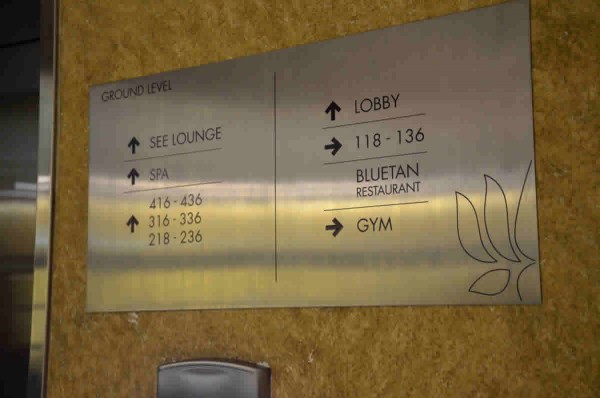 GROUND LEVEL
↑ SEE LOUNGE
↑ SPA
416 - 436
↑ 316 - 336
218 - 236
↑ LOBBY
→ 118 - 136
BLUETAN
RESTAURANT
→ GYM